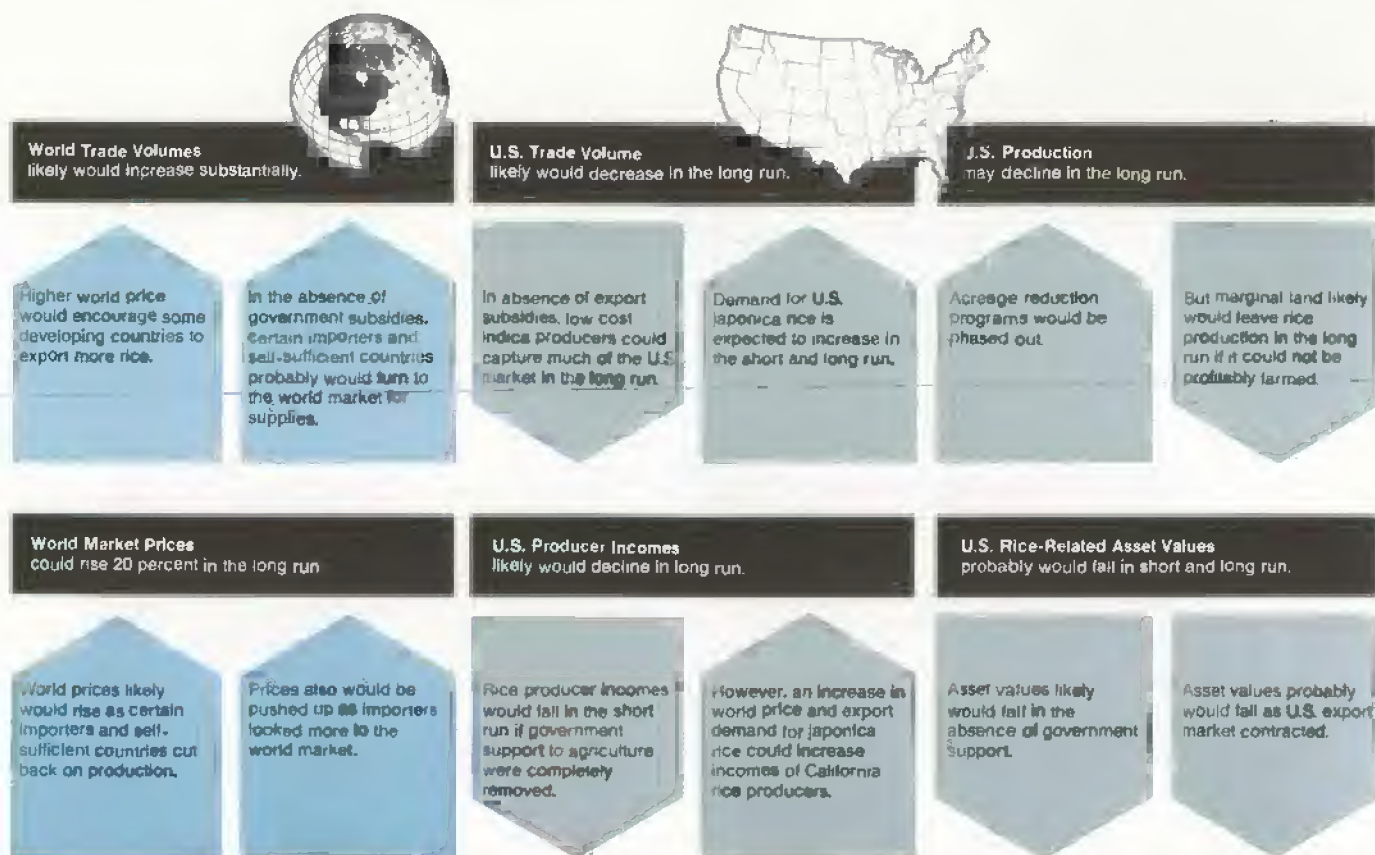 World Trade Volumes
likely would increase substantially.
U.S. Trade Volume
likely would decrease in the long run.
U.S. Production
may decline in the long run.
Higher world price
would encourage some
developing countries to
export more rice.
In the absence of
government subsidies,
certain importers and
self-sufficient countries
probably would turn to
the world market for
supplies.
In absence of export
subsidies, low cost
indica producers could
capture much of the U.S.
market in the long run.
Demand for U.S.
japonica rice is
expected to increase in
the short and long run.
Acreage reduction
programs would be
phased out.
But marginal land likely
would leave rice
production in the long
run if it could not be
profitably farmed.
World Market Prices
could rise 20 percent in the long run
U.S. Producer Incomes
likely would decline in long run.
U.S. Rice-Related Asset Values
probably would fall in short and long run.
World prices likely
would rise as certain
importers and self-
sufficient countries cut
back on production.
Prices also would be
pushed up as importers
looked more to the
world market.
Rice producer incomes
would fall in the short
run if government
support to agriculture
were completely
removed.
However, an increase in
world price and export
demand for japonica
rice could increase
incomes of California
rice producers.
Asset values likely
would fall in the
absence of government
support.
Asset values probably
would fall as U.S. export
market contracted.